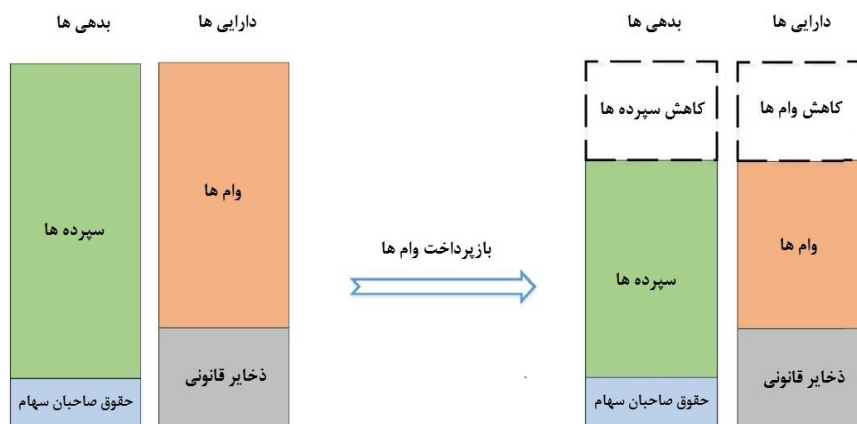 دارایی ها
بدهی ها
وام ها
سپرده ها
ذخایر قانونی
حقوق صاحبان سهام
بازپرداخت وام ها
دارایی ها
بدهی ها
کاهش وام ها
کاهش سپرده ها
وام ها
سپرده ها
ذخایر قانونی
حقوق صاحبان سهام